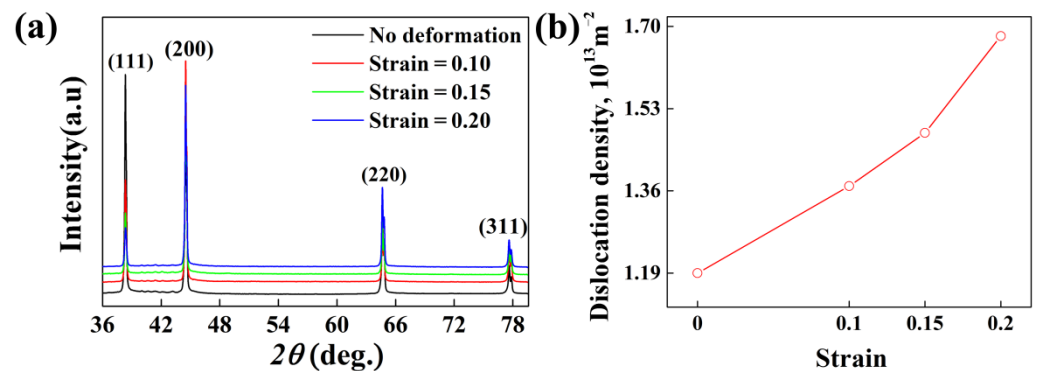 (a)
Intensity(a.u)
(111)
(200)
(220)
(311)
No deformation
Strain = 0.10
Strain = 0.15
Strain = 0.20
36 42 48 54 60 66 72 78
2θ (deg.)
(b)
Dislocation density, 10¹³ m⁻²
1.70
1.53
1.36
1.19
0 0.1 0.15 0.2
Strain